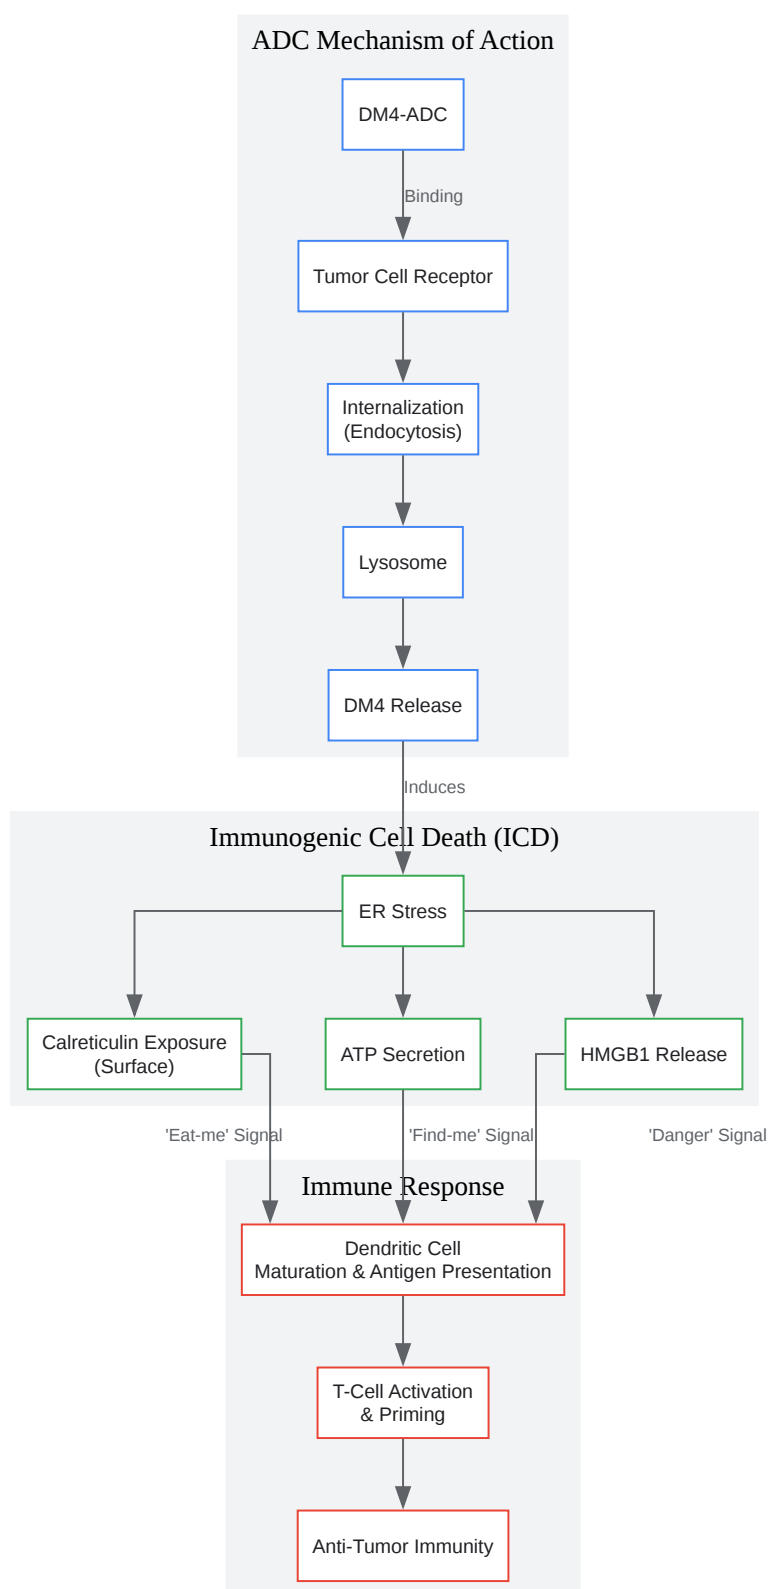 ADC Mechanism of Action
DM4-ADC
Binding
Tumor Cell Receptor
Internalization
(Endocytosis)
Lysosome
DM4 Release
Induces
Immunogenic Cell Death (ICD)
ER Stress
Calreticulin Exposure
(Surface)
ATP Secretion
HMGB1 Release
'Eat-me' Signal
'Find-me' Signal
'Danger' Signal
Immune Response
Dendritic Cell
Maturation & Antigen Presentation
T-Cell Activation
& Priming
Anti-Tumor Immunity